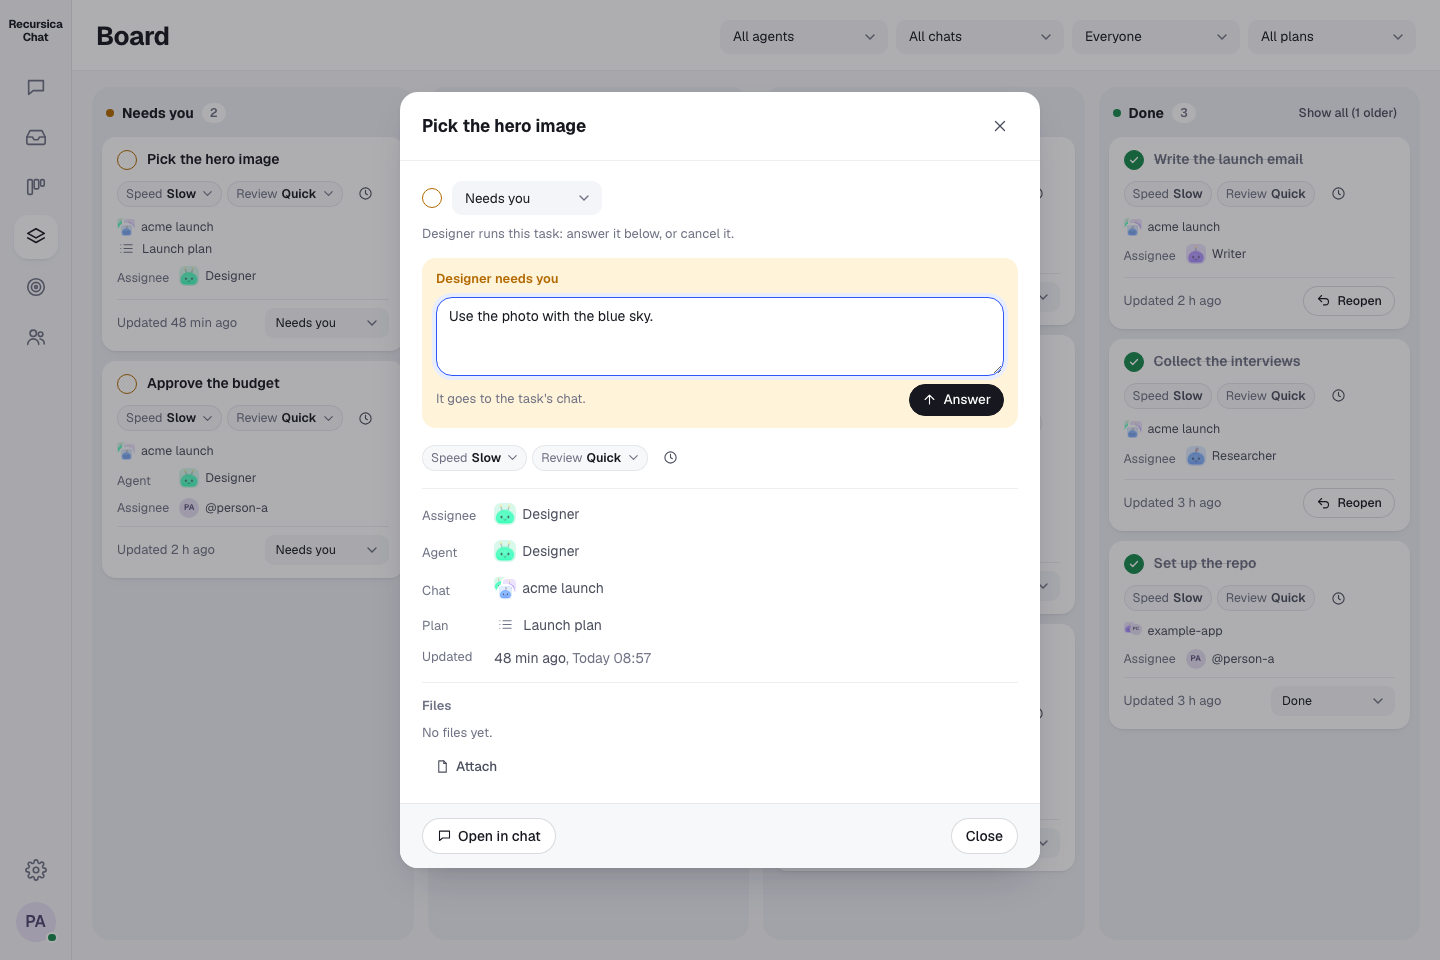 Recursica
Chat
Board
All agents
All chats
Everyone
All plans
Needs you 2
Pick the hero image
Speed Slow
Review Quick
acme launch
Launch plan
Assignee Designer
Updated 48 min ago
Needs you
Approve the budget
Speed Slow
Review Quick
acme launch
Agent Designer
Assignee PA @person-a
Updated 2 h ago
Needs you
Pick the hero image
Needs you
Designer runs this task: answer it below, or cancel it.
Designer needs you
Use the photo with the blue sky.
It goes to the task's chat.
Answer
Speed Slow
Review Quick
Assignee Designer
Agent Designer
Chat acme launch
Plan Launch plan
Updated 48 min ago, Today 08:57
Files
No files yet.
Attach
Open in chat
Close
Done 3
Show all (1 older)
Write the launch email
Speed Slow
Review Quick
acme launch
Assignee Writer
Updated 2 h ago
Reopen
Collect the interviews
Speed Slow
Review Quick
acme launch
Assignee Researcher
Updated 3 h ago
Reopen
Set up the repo
Speed Slow
Review Quick
example-app
Assignee PA @person-a
Updated 3 h ago
Done
PA